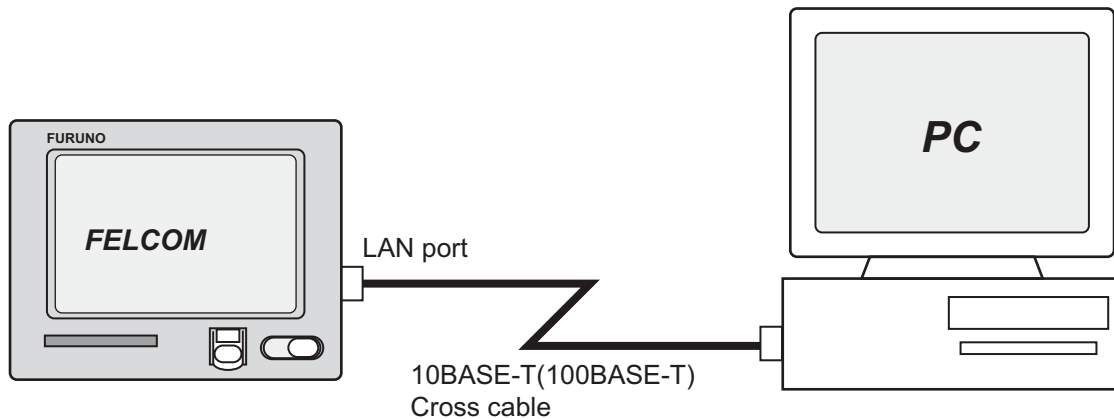 FURUNO
FELCOM
LAN port
PC
10BASE-T(100BASE-T)
Cross cable